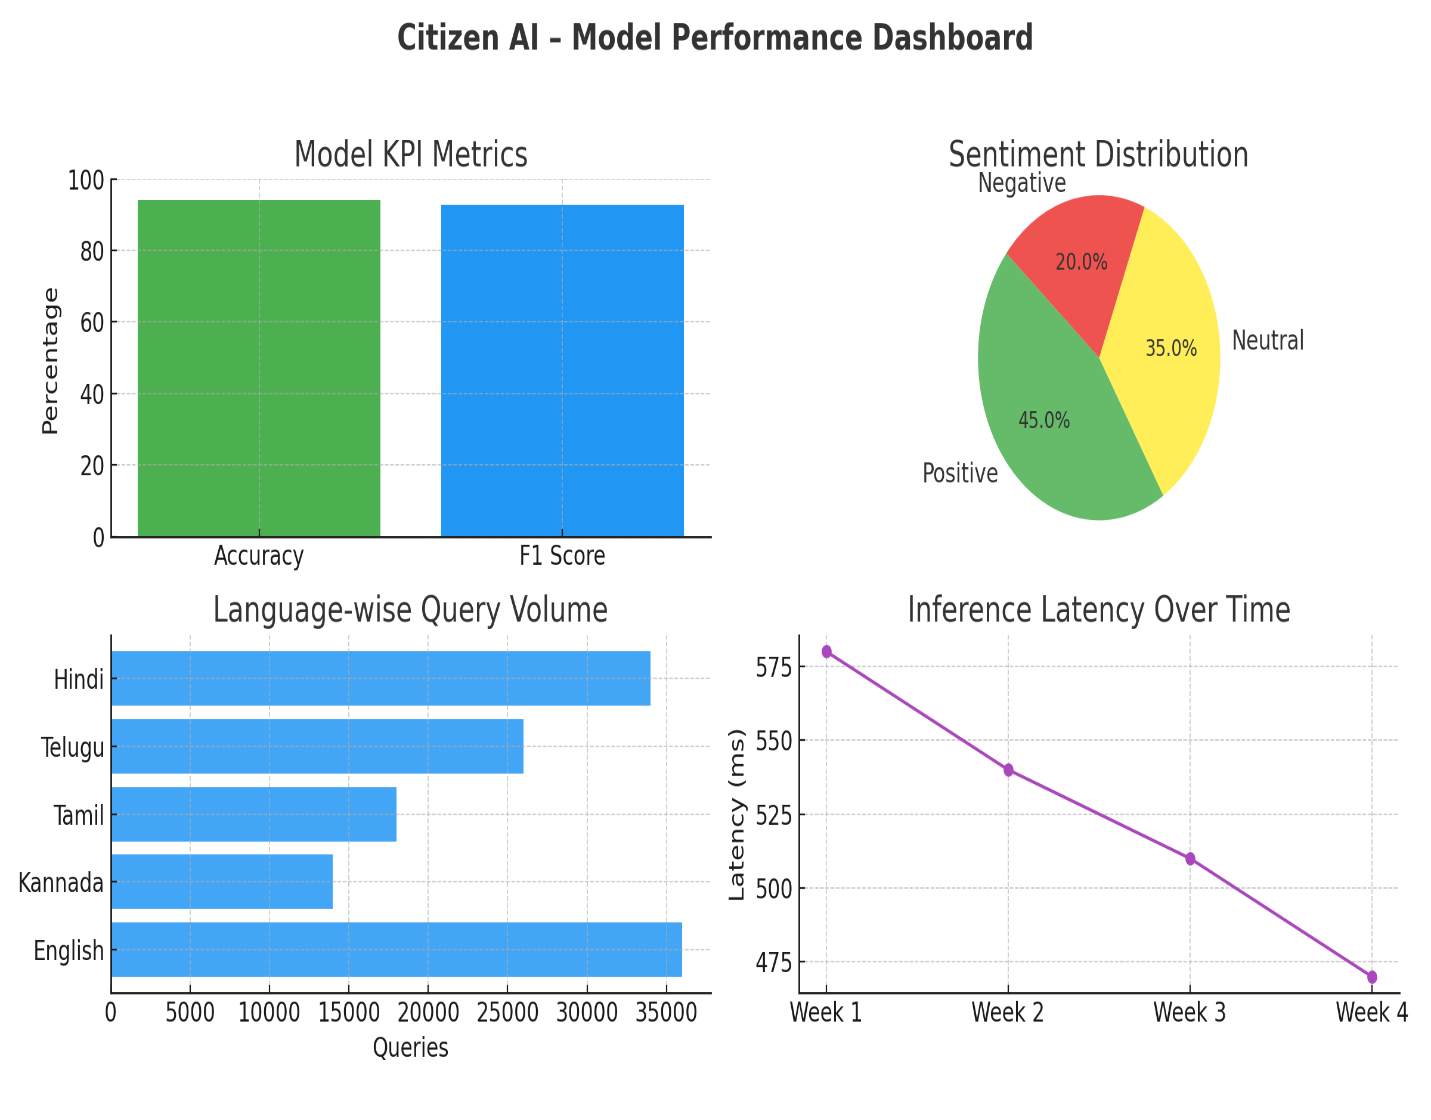 Citizen AI – Model Performance Dashboard
Model KPI Metrics
100
80
60
40
20
0
Percentage
Accuracy
F1 Score
Sentiment Distribution
Negative
20.0%
Neutral
35.0%
45.0%
Positive
Language-wise Query Volume
Hindi
Telugu
Tamil
Kannada
English
0 5000 10000 15000 20000 25000 30000 35000
Queries
Inference Latency Over Time
575
550
525
500
475
Latency (ms)
Week 1 Week 2 Week 3 Week 4